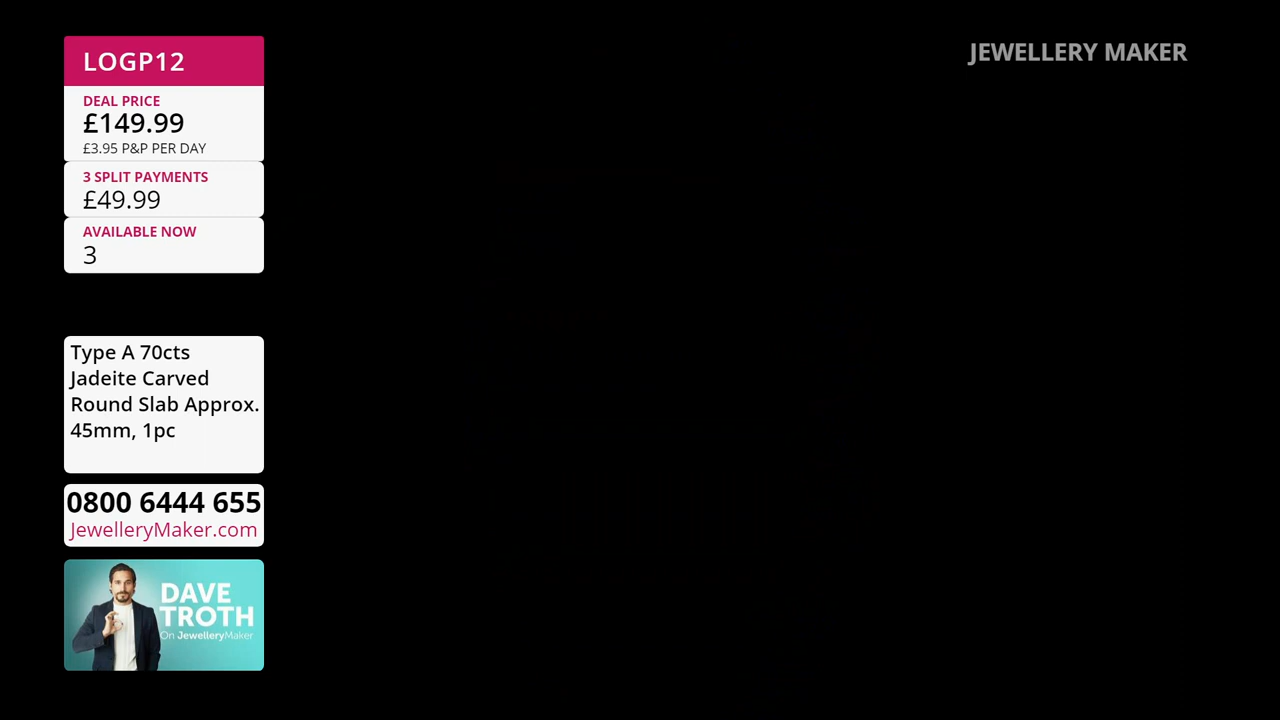 LOGP12
DEAL PRICE
£149.99
£3.95 P&P PER DAY
3 SPLIT PAYMENTS
£49.99
AVAILABLE NOW
3
Type A 70cts
Jadeite Carved
Round Slab Approx.
45mm, 1pc
0800 6444 655
JewelleryMaker.com
DAVE
TROTH
On JewelleryMaker
JEWELLERY MAKER